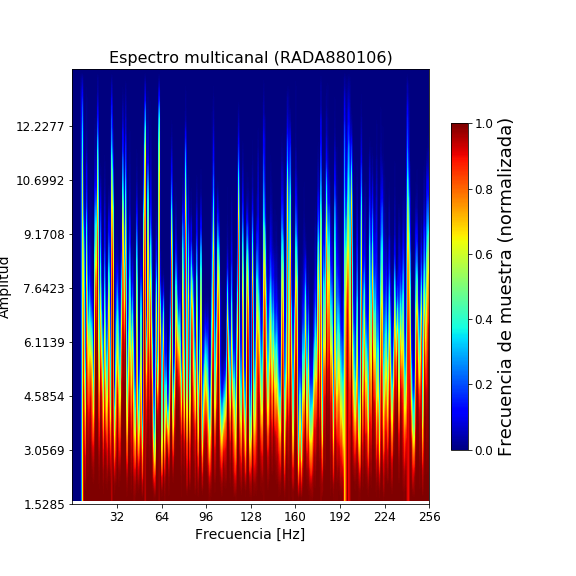 Espectro multicanal (RADA880106)
Amplitud
12.2277
10.6992
9.1708
7.6423
6.1139
4.5854
3.0569
1.5285
32 64 96 128 160 192 224 256
Frecuencia [Hz]
1.0
0.8
0.6
0.4
0.2
0.0
Frecuencia de muestra (normalizada)